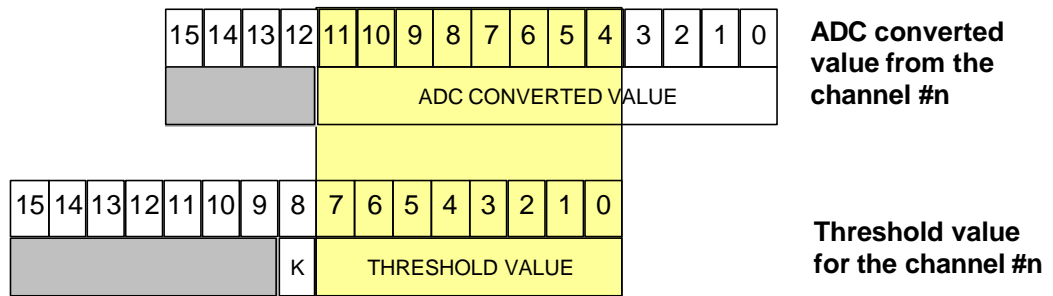 15 14 13 12 11 10 9 8 7 6 5 4 3 2 1 0
ADC CONVERTED VALUE
ADC converted
value from the
channel #n
15 14 13 12 11 10 9 8 7 6 5 4 3 2 1 0
K THRESHOLD VALUE
Threshold value
for the channel #n